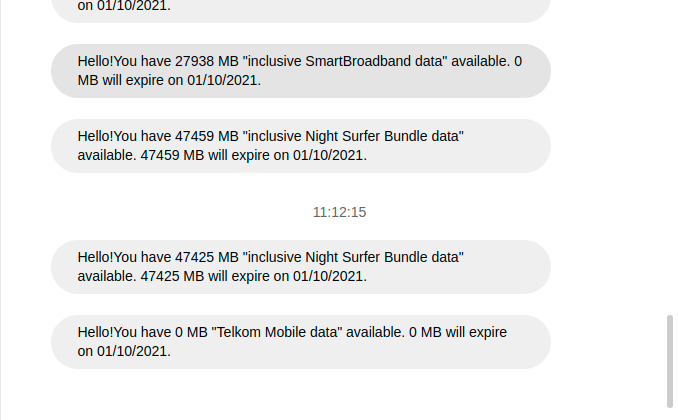 on 01/10/2021.
Hello!You have 27938 MB "inclusive SmartBroadband data" available. 0
MB will expire on 01/10/2021.
Hello!You have 47459 MB "inclusive Night Surfer Bundle data"
available. 47459 MB will expire on 01/10/2021.
11:12:15
Hello!You have 47425 MB "inclusive Night Surfer Bundle data"
available. 47425 MB will expire on 01/10/2021.
Hello!You have 0 MB "Telkom Mobile data" available. 0 MB will expire
on 01/10/2021.